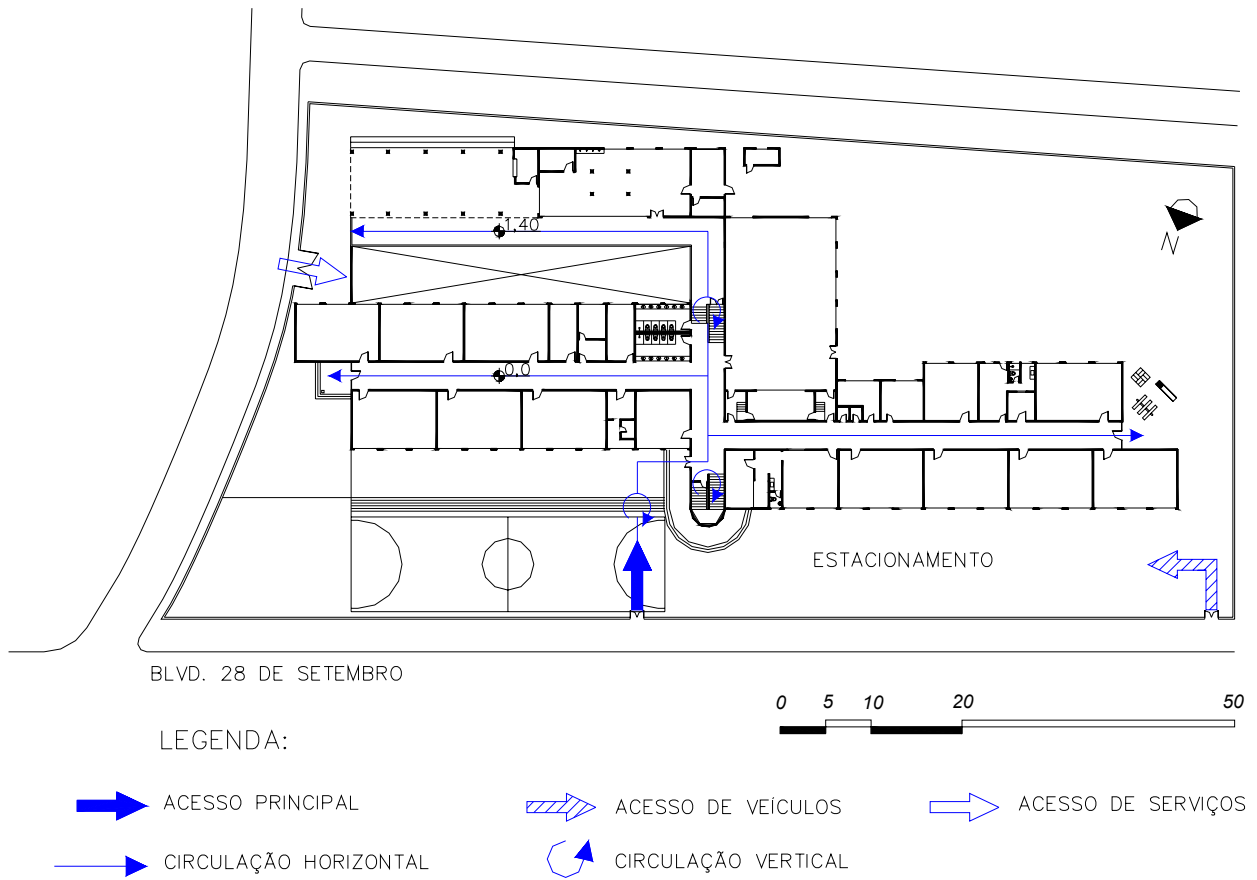 1,40
N
0,0
ESTACIONAMENTO
BLVD. 28 DE SETEMBRO
0 5 10 20 50
LEGENDA:
ACESSO PRINCIPAL
ACESSO DE VEÍCULOS
ACESSO DE SERVIÇOS
CIRCULAÇÃO HORIZONTAL
CIRCULAÇÃO VERTICAL